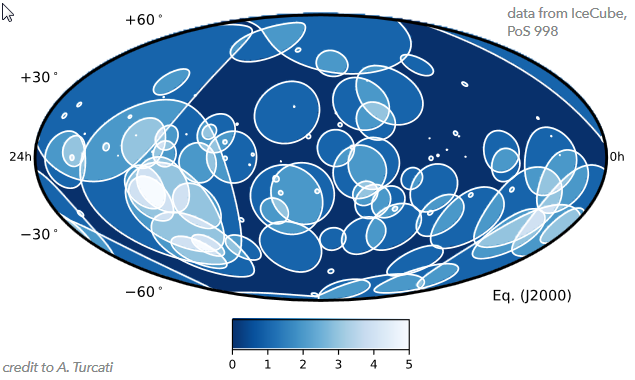 +60°
data from IceCube,
PoS 998
+30°
24h
0h
−30°
−60°
Eq. (J2000)
0 1 2 3 4 5
credit to A. Turcati